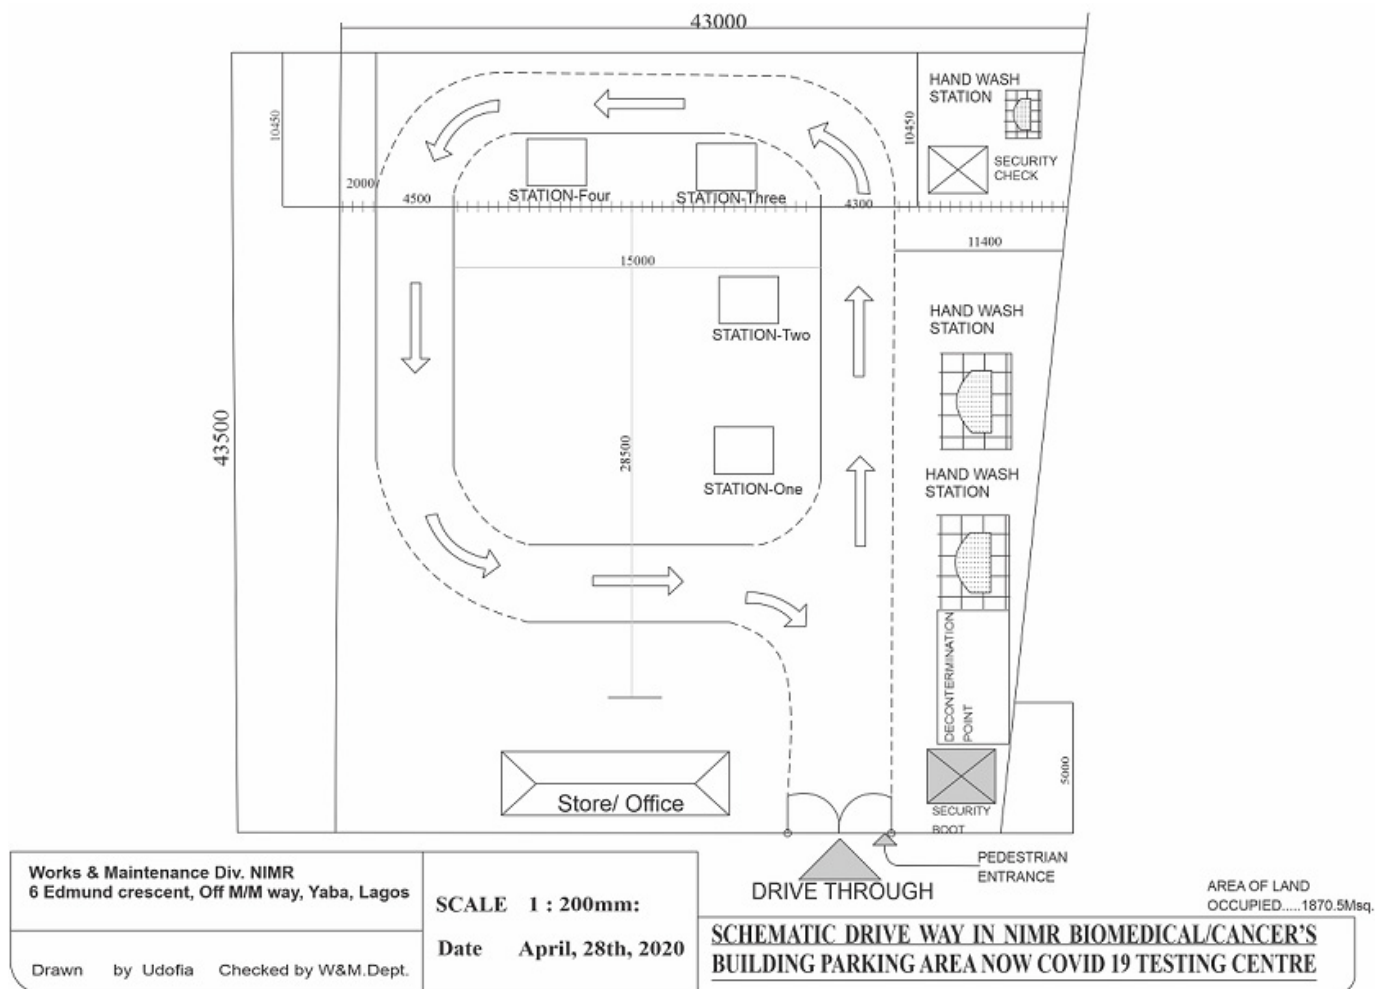 43000
HAND WASH
STATION
10450
10450
SECURITY
CHECK
2000
4500
STATION-Four
STATION-Three
4300
11400
15000
HAND WASH
STATION
STATION-Two
43500
28500
HAND WASH
STATION
STATION-One
DECONTERMINATION
POINT
5000
Store/ Office
SECURITY
BOOT
PEDESTRIAN
ENTRANCE
DRIVE THROUGH
AREA OF LAND
OCCUPIED.....1870.5Msq.
Works & Maintenance Div. NIMR
6 Edmund crescent, Off M/M way, Yaba, Lagos
SCALE 1 : 200mm:
Date April, 28th, 2020
Drawn by Udofia Checked by W&M.Dept.
SCHEMATIC DRIVE WAY IN NIMR BIOMEDICAL/CANCER'S
BUILDING PARKING AREA NOW COVID 19 TESTING CENTRE